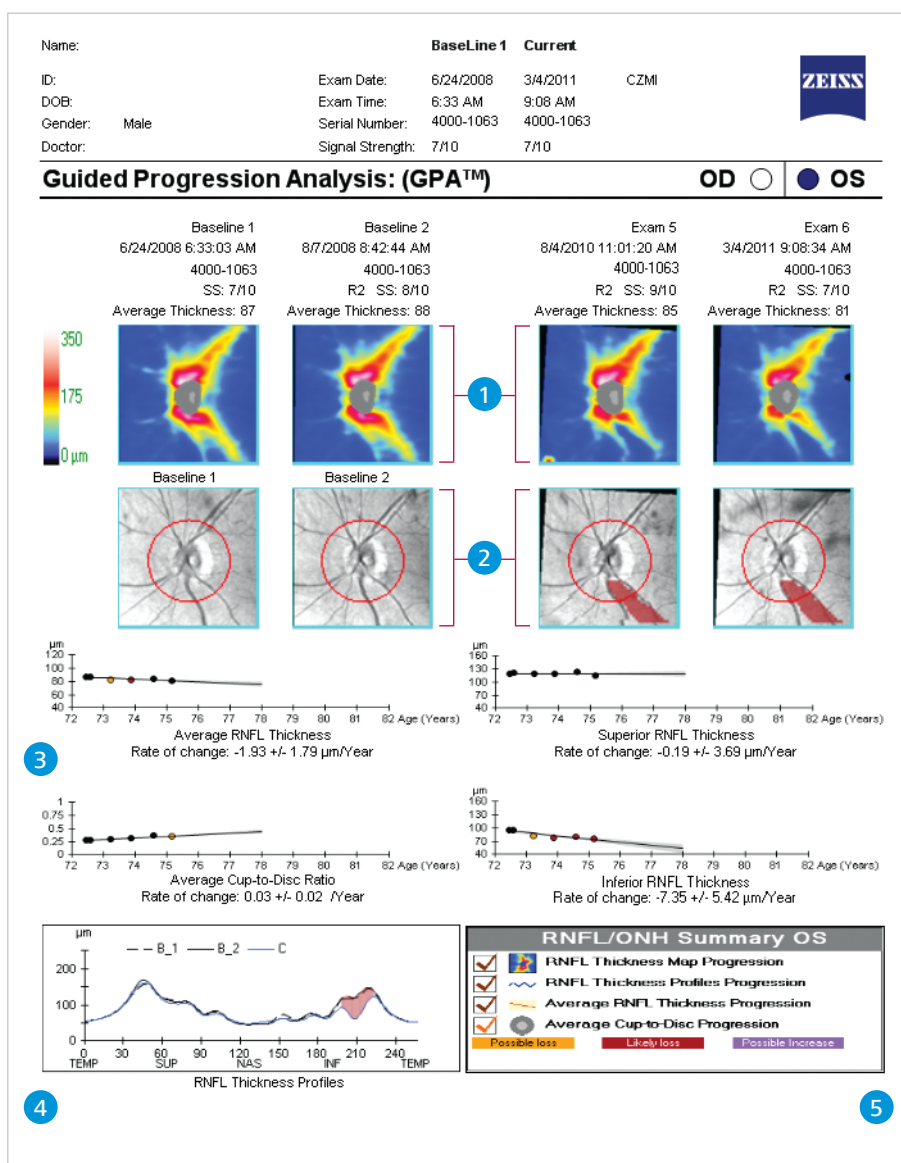 Name: BaseLine 1 Current
ID: Exam Date: 6/24/2008 3/4/2011 CZMI
ZEISS
DOB: Exam Time: 6:33 AM 9:08 AM
Gender: Male Serial Number: 4000-1063 4000-1063
Doctor: Signal Strength: 7/10 7/10
Guided Progression Analysis: (GPA™) OD OS
Baseline 1 Baseline 2 Exam 5 Exam 6
6/24/2008 6:33:03 AM 8/7/2008 8:42:44 AM 8/4/2010 11:01:20 AM 3/4/2011 9:08:34 AM
4000-1063 4000-1063 4000-1063 4000-1063
SS: 7/10 R2 SS: 8/10 R2 SS: 9/10 R2 SS: 7/10
Average Thickness: 87 Average Thickness: 88 Average Thickness: 85 Average Thickness: 81
350
175
0 µm
1
Baseline 1 Baseline 2
2
µm
120
100
80
60
40
72 73 74 75 76 77 78 79 80 81 82 Age (Years)
Average RNFL Thickness
Rate of change: -1.93 +/- 1.79 µm/Year
µm
160
130
100
70
40
72 73 74 75 76 77 78 79 80 81 82 Age (Years)
Superior RNFL Thickness
Rate of change: -0.19 +/- 3.69 µm/Year
3
1
0.75
0.5
0.25
0
72 73 74 75 76 77 78 79 80 81 82 Age (Years)
Average Cup-to-Disc Ratio
Rate of change: 0.03 +/- 0.02 /Year
µm
160
130
100
70
40
72 73 74 75 76 77 78 79 80 81 82 Age (Years)
Inferior RNFL Thickness
Rate of change: -7.35 +/- 5.42 µm/Year
µm
B_1 B_2 C
200
100
0
0 30 60 90 120 150 180 210 240
TEMP SUP NAS INF TEMP
RNFL Thickness Profiles
RNFL/ONH Summary OS
RNFL Thickness Map Progression
RNFL Thickness Profiles Progression
Average RNFL Thickness Progression
Average Cup-to-Disc Progression
Possible loss Likely loss Possible Increase
4
5